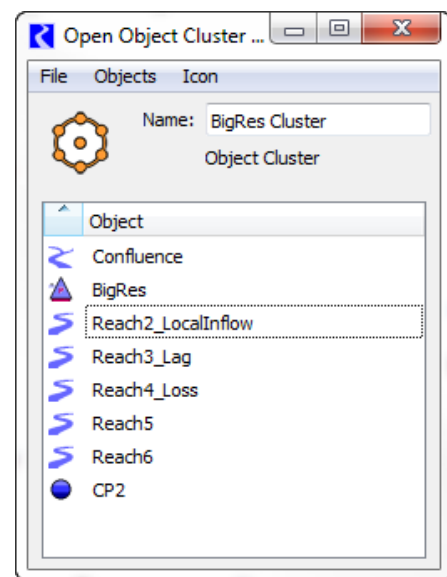 Open Object Cluster ...
File Objects Icon
Name: BigRes Cluster
Object Cluster
Object
Confluence
BigRes
Reach2_LocalInflow
Reach3_Lag
Reach4_Loss
Reach5
Reach6
CP2